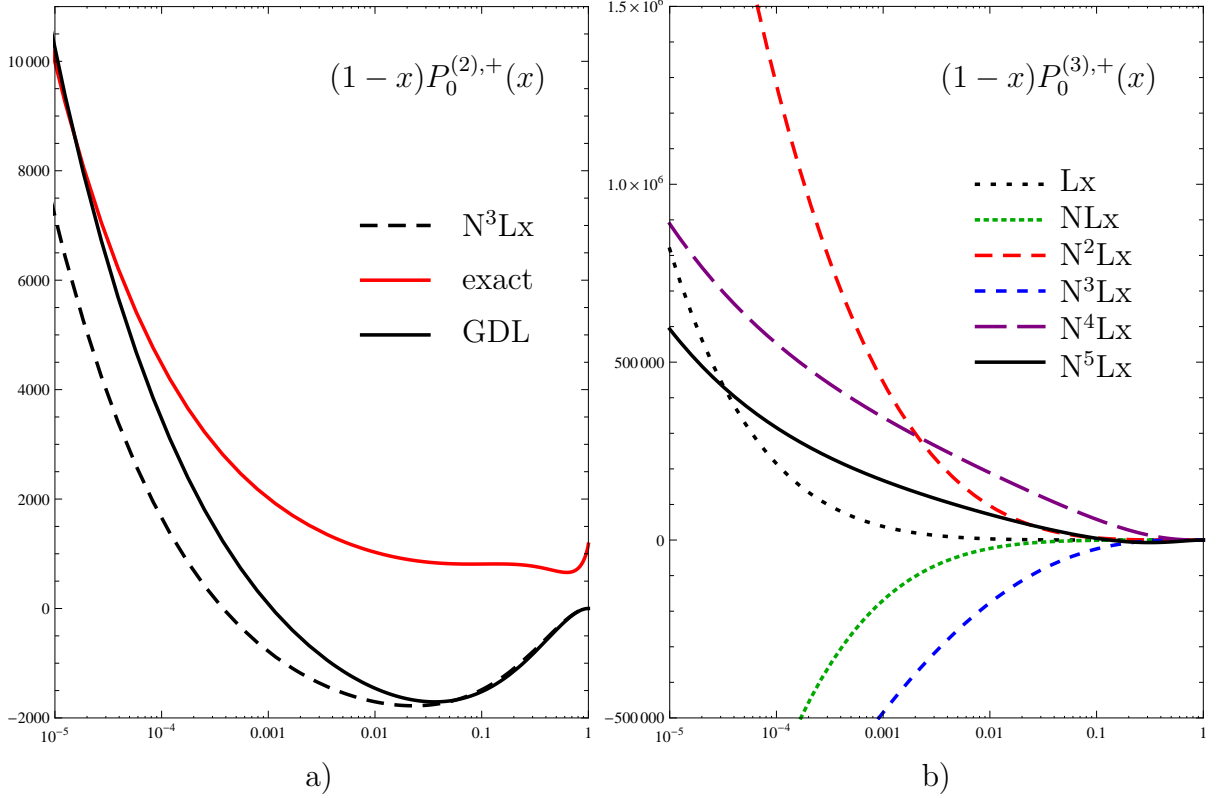 (1 − x)P₀⁽²⁾,⁺(x)
10 000
8000
6000
4000
2000
0
−2000
N³Lx
exact
GDL
10⁻⁵
10⁻⁴
0.001
0.01
0.1
1
a)
(1 − x)P₀⁽³⁾,⁺(x)
1.5 × 10⁶
1.0 × 10⁶
500 000
0
−500 000
Lx
NLx
N²Lx
N³Lx
N⁴Lx
N⁵Lx
10⁻⁵
10⁻⁴
0.001
0.01
0.1
1
b)